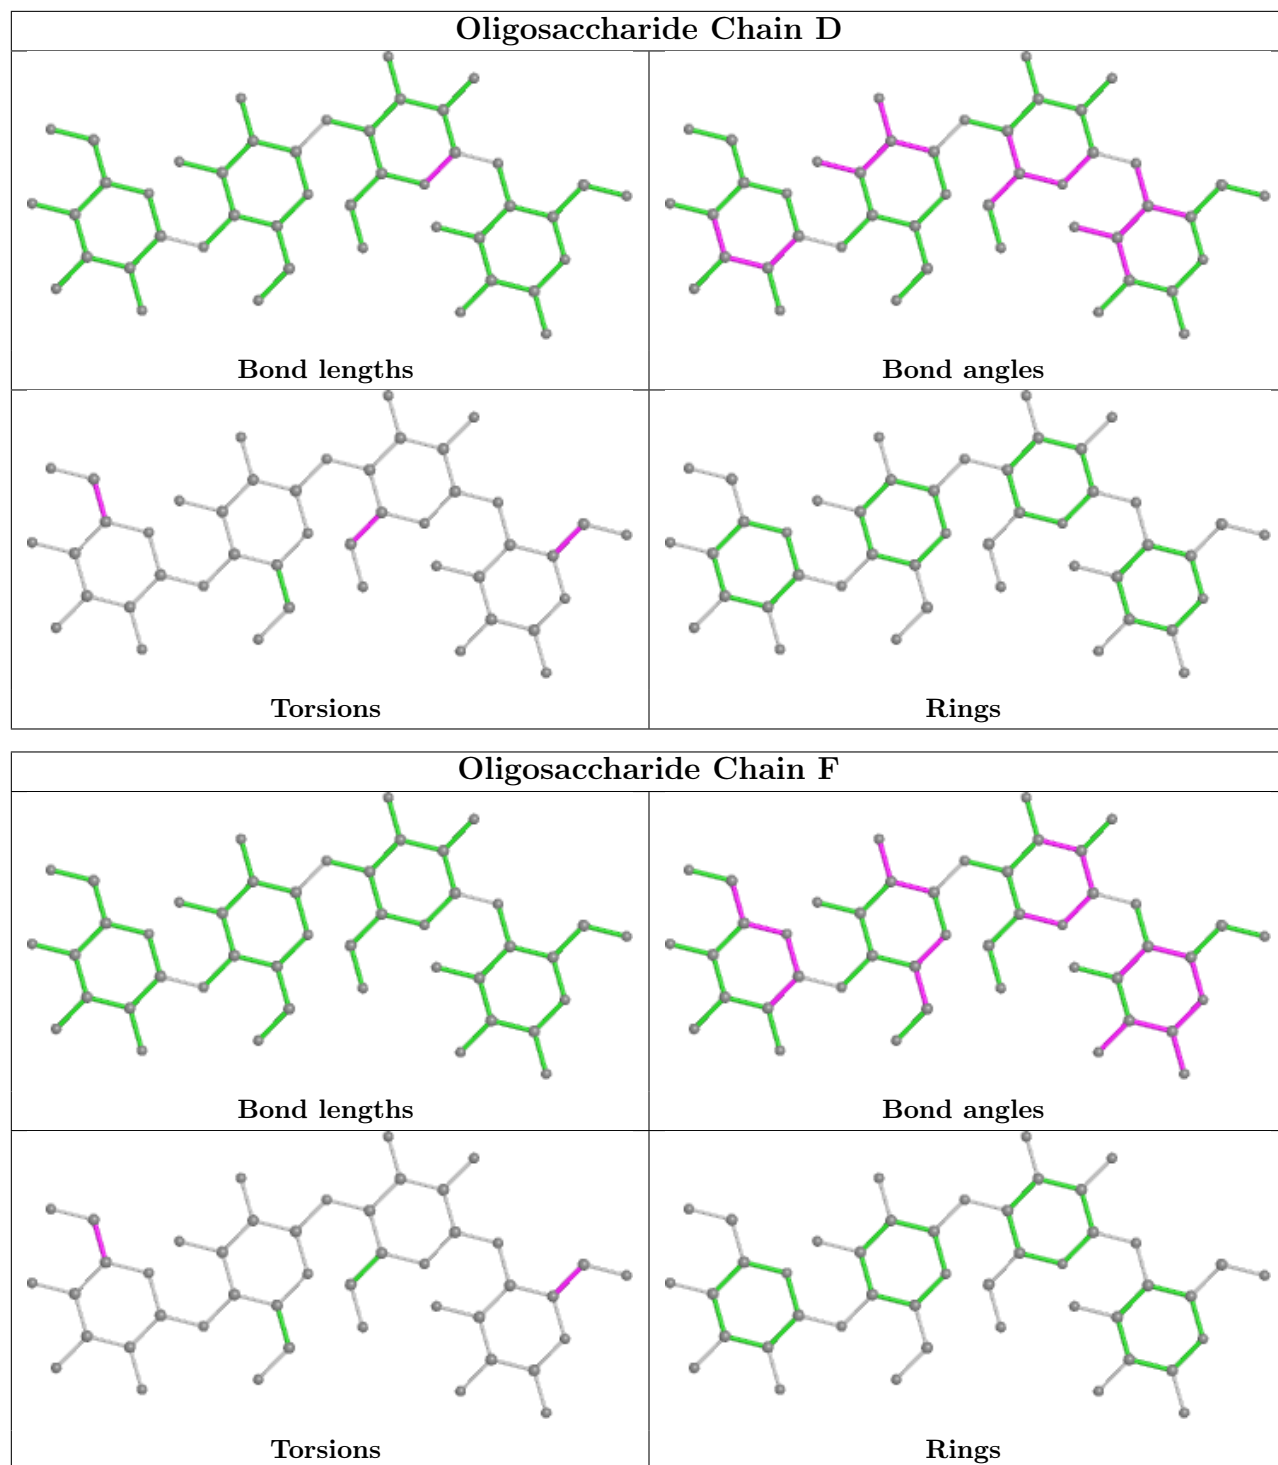 Oligosaccharide Chain D
Bond lengths
Bond angles
Torsions
Rings
Oligosaccharide Chain F
Bond lengths
Bond angles
Torsions
Rings